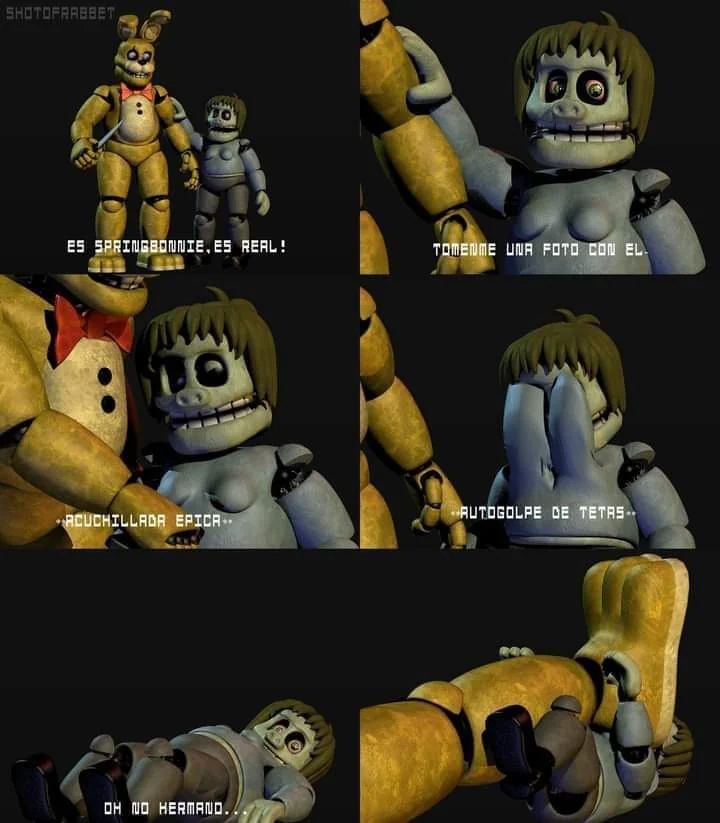 SHOTOFRABBET
ES SPRINGBONNIE,ES REAL!
TOMENME UNA FOTO CON EL-
**ACUCHILLADA EPICA**
**AUTOGOLPE DE TETAS**
OH NO HERMANO...